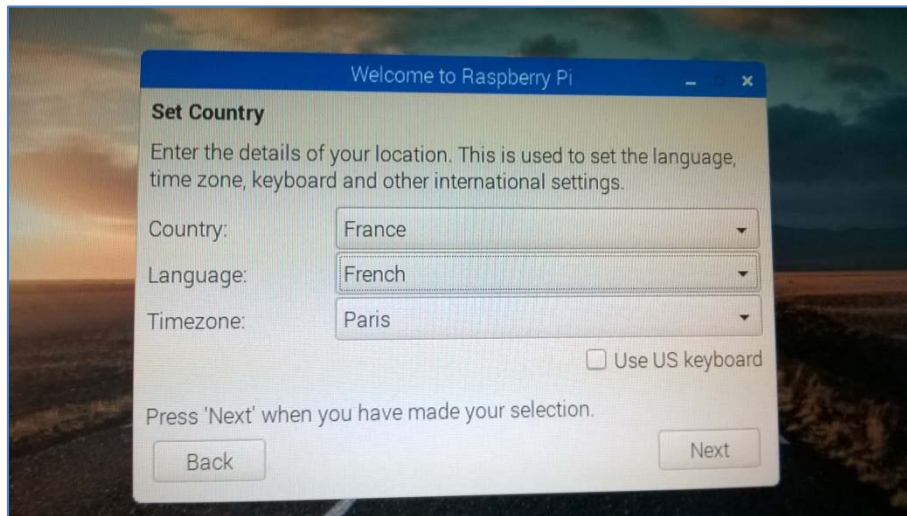 Welcome to Raspberry Pi
Set Country
Enter the details of your location. This is used to set the language,
time zone, keyboard and other international settings.
Country: France
Language: French
Timezone: Paris
Use US keyboard
Press 'Next' when you have made your selection.
Back Next